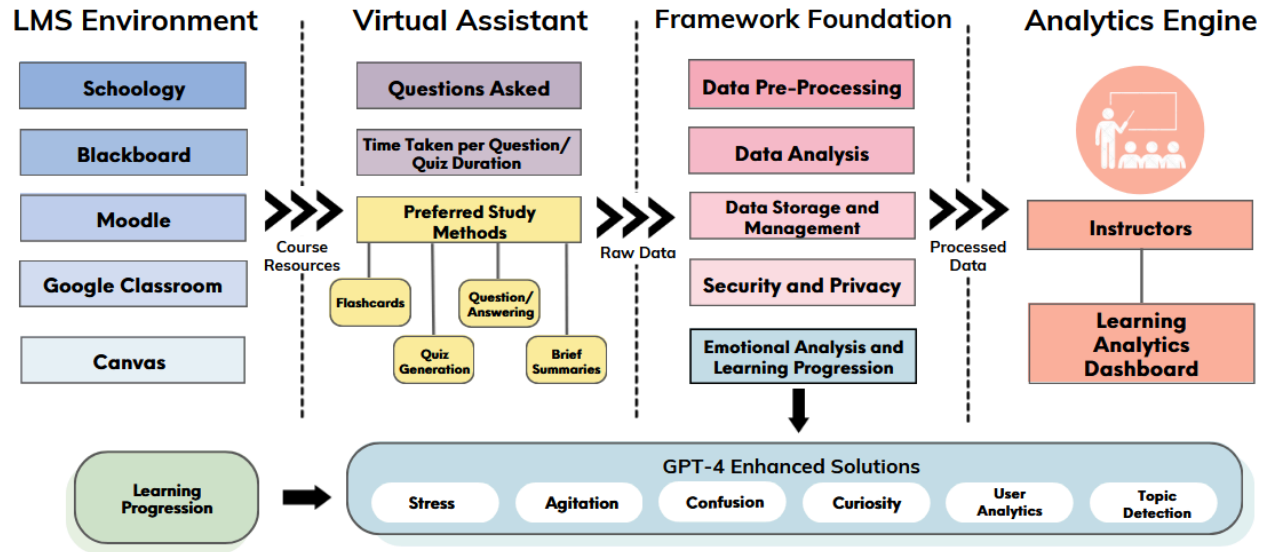 LMS Environment
Virtual Assistant
Framework Foundation
Analytics Engine
Schoology
Blackboard
Moodle
Google Classroom
Canvas
Course
Resources
Questions Asked
Time Taken per Question/
Quiz Duration
Preferred Study
Methods
Flashcards
Quiz
Generation
Question/
Answering
Brief
Summaries
Raw Data
Data Pre-Processing
Data Analysis
Data Storage and
Management
Security and Privacy
Emotional Analysis and
Learning Progression
Processed
Data
Instructors
Learning
Analytics
Dashboard
Learning
Progression
GPT-4 Enhanced Solutions
Stress
Agitation
Confusion
Curiosity
User
Analytics
Topic
Detection